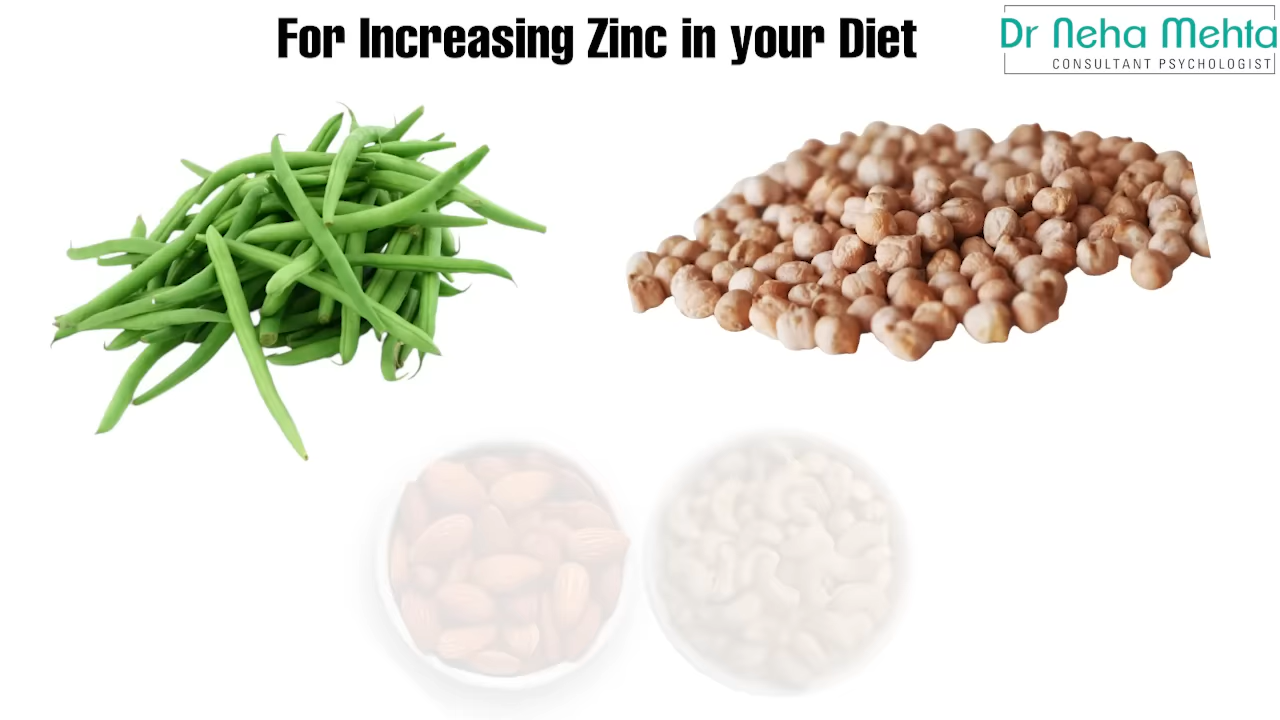 For Increasing Zinc in your Diet
Dr Neha Mehta
CONSULTANT PSYCHOLOGIST